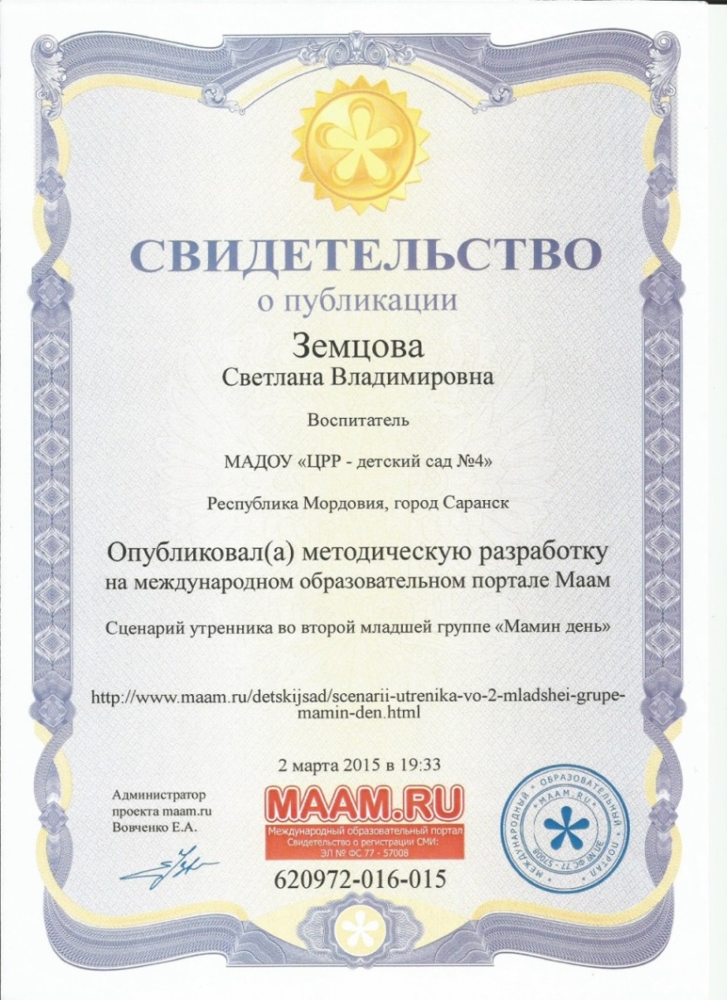 СВИДЕТЕЛЬСТВО
о публикации
Земцова
Светлана Владимировна
Воспитатель
МАДОУ «ЦРР - детский сад №4»
Республика Мордовия, город Саранск
Опубликовал(а) методическую разработку
на международном образовательном портале Маам
Сценарий утренника во второй младшей группе «Мамин день»
http://www.maam.ru/detskijsad/scenarii-utrenika-vo-2-mladshei-grupe-
mamin-den.html
2 марта 2015 в 19:33
Администратор
проекта maam.ru
Вовченко Е.А.
MAAM.RU
Международный образовательный портал
Свидетельство о регистрации СМИ:
ЭЛ № ФС 77 - 57008
620972-016-015
МЕЖДУНАРОДНЫЙ * ОБРАЗОВАТЕЛЬНЫЙ * ПОРТАЛ *
* MAAM.RU *
ЭЛ № ФС 77 - 57008